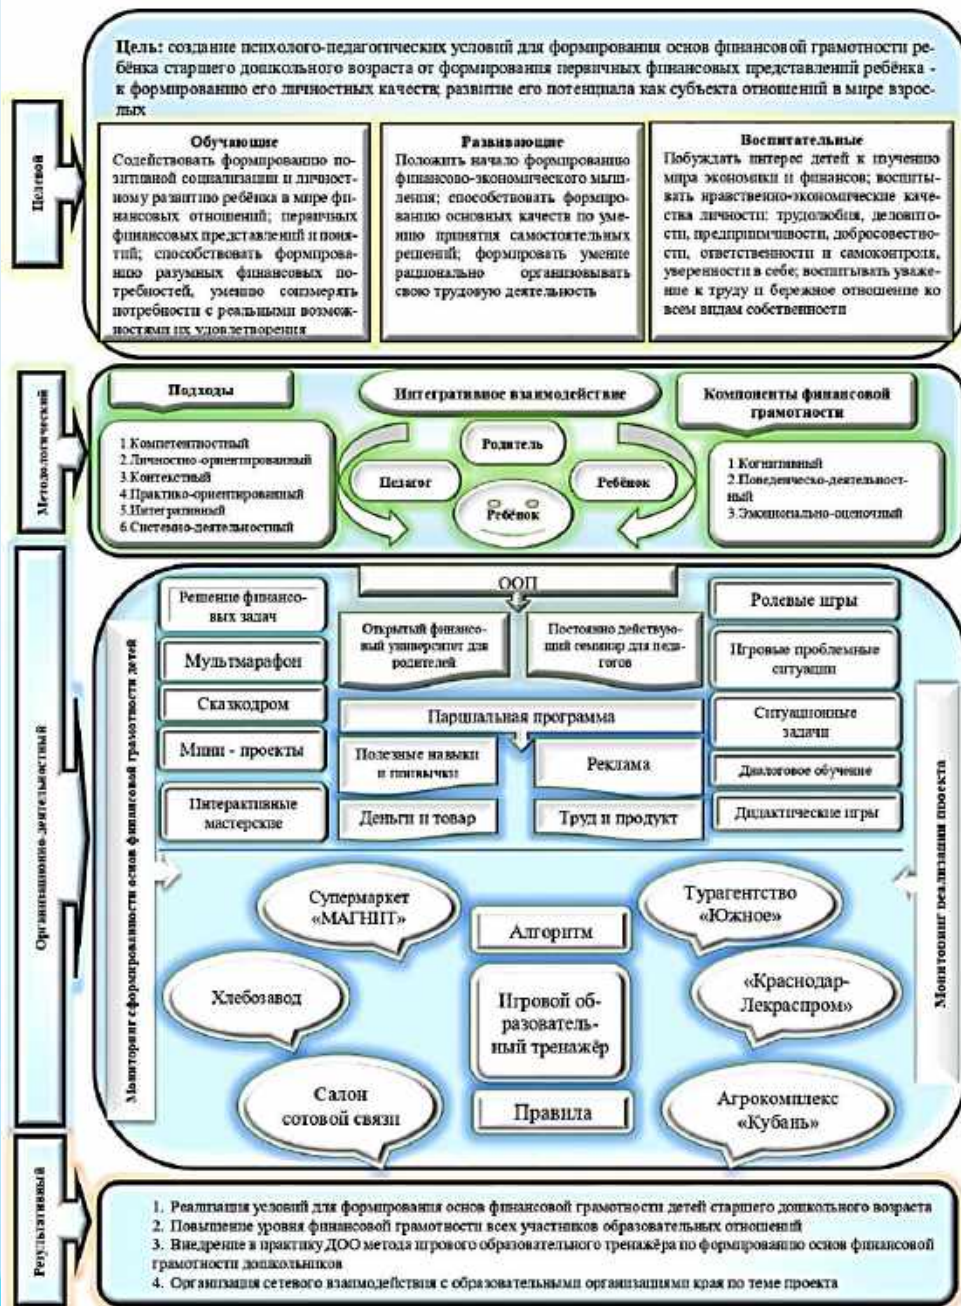 Целевой
Цель: создание психолого-педагогических условий для формирования основ финансовой грамотности ре-
бёнка старшего дошкольного возраста от формирования первичных финансовых представлений ребёнка -
к формированию его личностных качеств, развитие его потенциала как субъекта отношений в мире взрос-
лых
Обучающие
Содействовать формированию по-
зитивной социализации и личност-
ному развитию ребёнка в мире фи-
нансовых отношений; первичных
финансовых представлений и поня-
тий; способствовать формирова-
нию разумных финансовых по-
требностей, умению соизмерять
потребности с реальными возмож-
ностями их удовлетворения
Развивающие
Положить начало формированию
финансово-экономического мыш-
ления; способствовать формиро-
ванию основных качеств по уме-
нию принятия самостоятельных
решений; формировать умение
рационально организовывать
свою трудовую деятельность
Воспитательные
Побуждать интерес детей к изучению
мира экономики и финансов; воспиты-
вать нравственно-экономические каче-
ства личности: трудолюбия, деловито-
сти, предприимчивости, добросовестно-
сти, ответственности и самоконтроля,
уверенности в себе; воспитывать уваже-
ние к труду и бережное отношение ко
всем видам собственности
Методологический
Подходы
1 Компетентностный
2.Личностно-ориентированный
3.Контекстный
4.Практико-ориентированный
5.Интегративный
6.Системно-деятельностный
Интегративное взаимодействие
Родитель
Педагог
Ребёнок
Ребёнок
Компоненты финансовой
грамотности
1 Когнитивный
2.Поведенческо-деятельност-
ный
3.Эмоционально-оценочный
Организационно-деятельностный
Мониторинг сформированности основ финансовой грамотности детей
Решение финансо-
вых задач
Мультмарафон
Сказкодром
Мини - проекты
Интерактивные
мастерские
ООП
Открытый финансо-
вый университет для
родителей
Постоянно действую-
щий семинар для педа-
гогов
Парциальная программа
Полезные навыки
и привычки
Реклама
Деньги и товар
Труд и продукт
Ролевые игры
Игровые проблемные
ситуации
Ситуационные
задачи
Диалоговое обучение
Дидактические игры
Мониторинг реализации проекта
Супермаркет
«МАГНИТ»
Хлебозавод
Салон
сотовой связи
Алгоритм
Игровой об-
разователь-
ный тренажёр
Правила
Турагентство
«Южное»
«Краснодар-
Лекраспром»
Агрокомплекс
«Кубань»
Результативный
1. Реализация условий для формирования основ финансовой грамотности детей старшего дошкольного возраста
2. Повышение уровня финансовой грамотности всех участников образовательных отношений
3. Внедрение в практику ДОО метода игрового образовательного тренажёра по формированию основ финансовой
грамотности дошкольников
4. Организация сетевого взаимодействия с образовательными организациями края по теме проекта